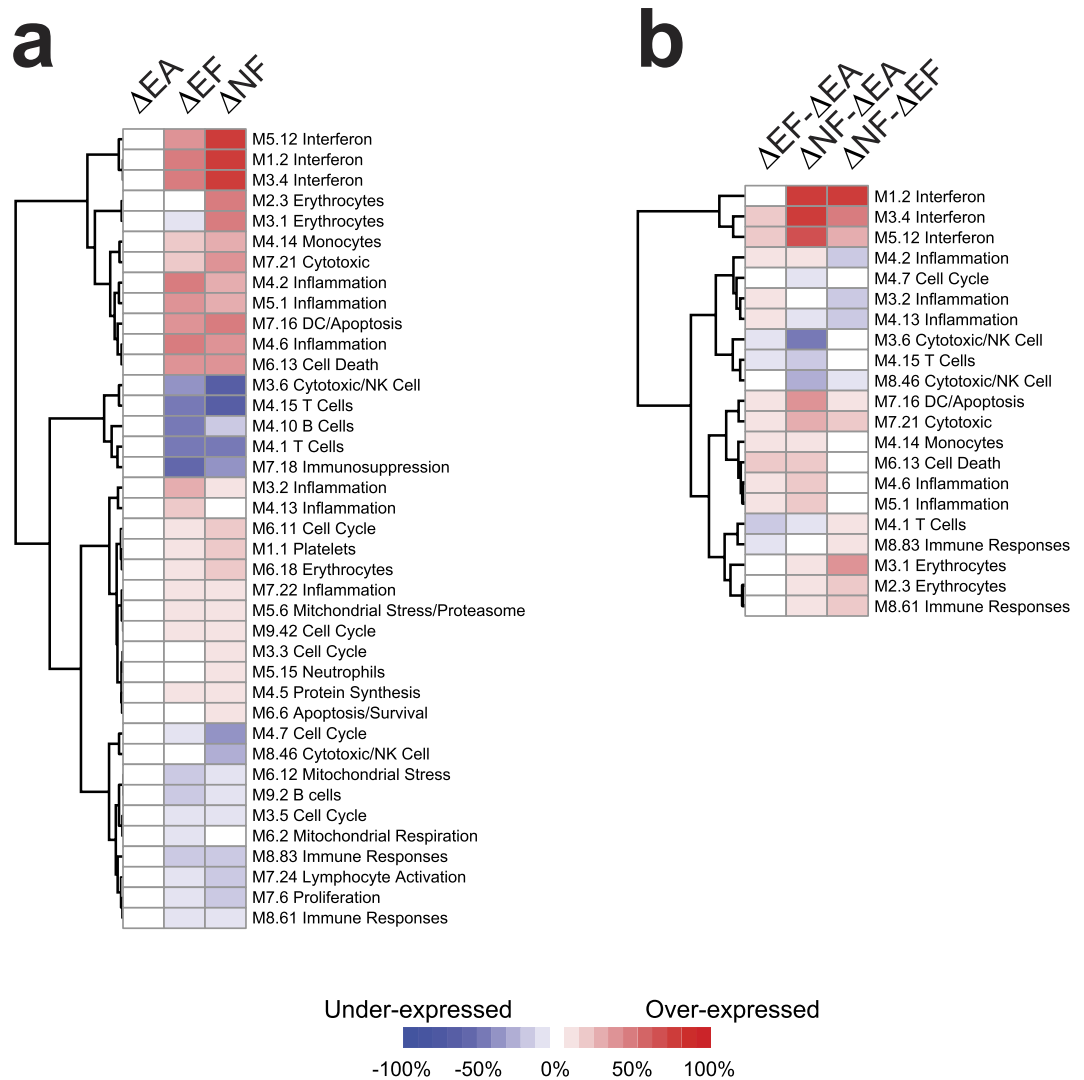 a
ΔEA ΔEF ΔNF
M5.12 Interferon
M1.2 Interferon
M3.4 Interferon
M2.3 Erythrocytes
M3.1 Erythrocytes
M4.14 Monocytes
M7.21 Cytotoxic
M4.2 Inflammation
M5.1 Inflammation
M7.16 DC/Apoptosis
M4.6 Inflammation
M6.13 Cell Death
M3.6 Cytotoxic/NK Cell
M4.15 T Cells
M4.10 B Cells
M4.1 T Cells
M7.18 Immunosuppression
M3.2 Inflammation
M4.13 Inflammation
M6.11 Cell Cycle
M1.1 Platelets
M6.18 Erythrocytes
M7.22 Inflammation
M5.6 Mitchondrial Stress/Proteasome
M9.42 Cell Cycle
M3.3 Cell Cycle
M5.15 Neutrophils
M4.5 Protein Synthesis
M6.6 Apoptosis/Survival
M4.7 Cell Cycle
M8.46 Cytotoxic/NK Cell
M6.12 Mitochondrial Stress
M9.2 B cells
M3.5 Cell Cycle
M6.2 Mitochondrial Respiration
M8.83 Immune Responses
M7.24 Lymphocyte Activation
M7.6 Proliferation
M8.61 Immune Responses
b
ΔEF-ΔEA ΔNF-ΔEA ΔNF-ΔEF
M1.2 Interferon
M3.4 Interferon
M5.12 Interferon
M4.2 Inflammation
M4.7 Cell Cycle
M3.2 Inflammation
M4.13 Inflammation
M3.6 Cytotoxic/NK Cell
M4.15 T Cells
M8.46 Cytotoxic/NK Cell
M7.16 DC/Apoptosis
M7.21 Cytotoxic
M4.14 Monocytes
M6.13 Cell Death
M4.6 Inflammation
M5.1 Inflammation
M4.1 T Cells
M8.83 Immune Responses
M3.1 Erythrocytes
M2.3 Erythrocytes
M8.61 Immune Responses
Under-expressed Over-expressed
-100% -50% 0% 50% 100%